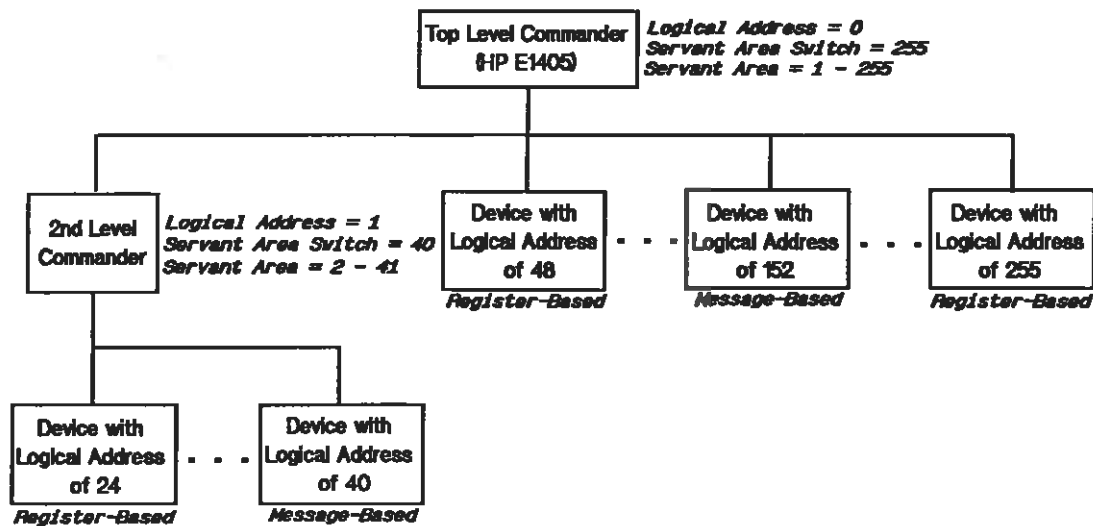 Top Level Commander
(HP E1405)
Logical Address = 0
Servant Area Switch = 255
Servant Area = 1 - 255
2nd Level
Commander
Logical Address = 1
Servant Area Switch = 40
Servant Area = 2 - 41
Device with
Logical Address
of 48
Register-Based
. . .
Device with
Logical Address
of 152
Message-Based
. . .
Device with
Logical Address
of 255
Register-Based
Device with
Logical Address
of 24
Register-Based
. . .
Device with
Logical Address
of 40
Message-Based